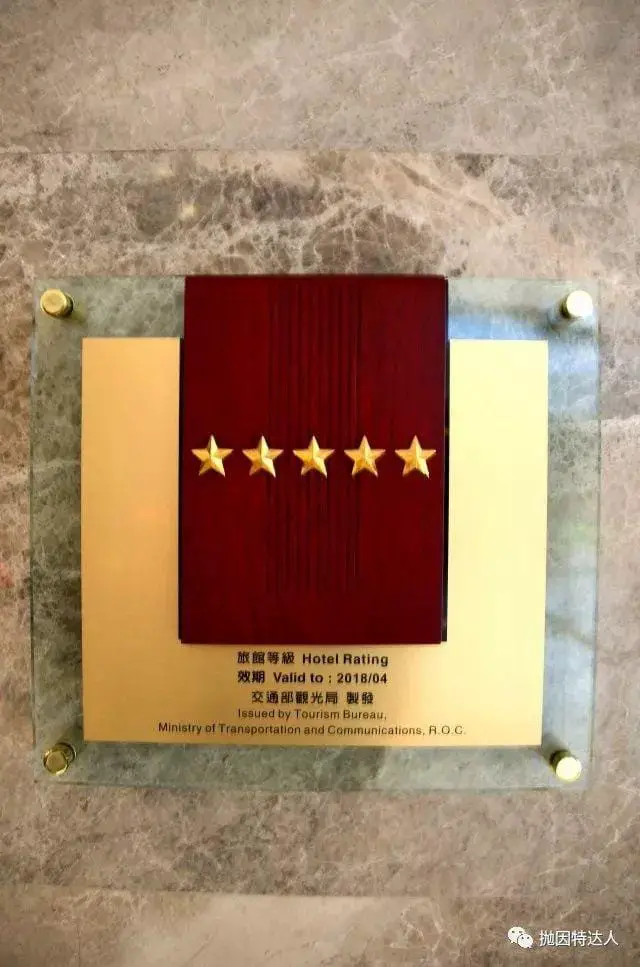 旅館等級 Hotel Rating
效期 Valid to : 2018/04
交通部觀光局 製發
Issued by Tourism Bureau,
Ministry of Transportation and Communications, R.O.C.
抛因特达人